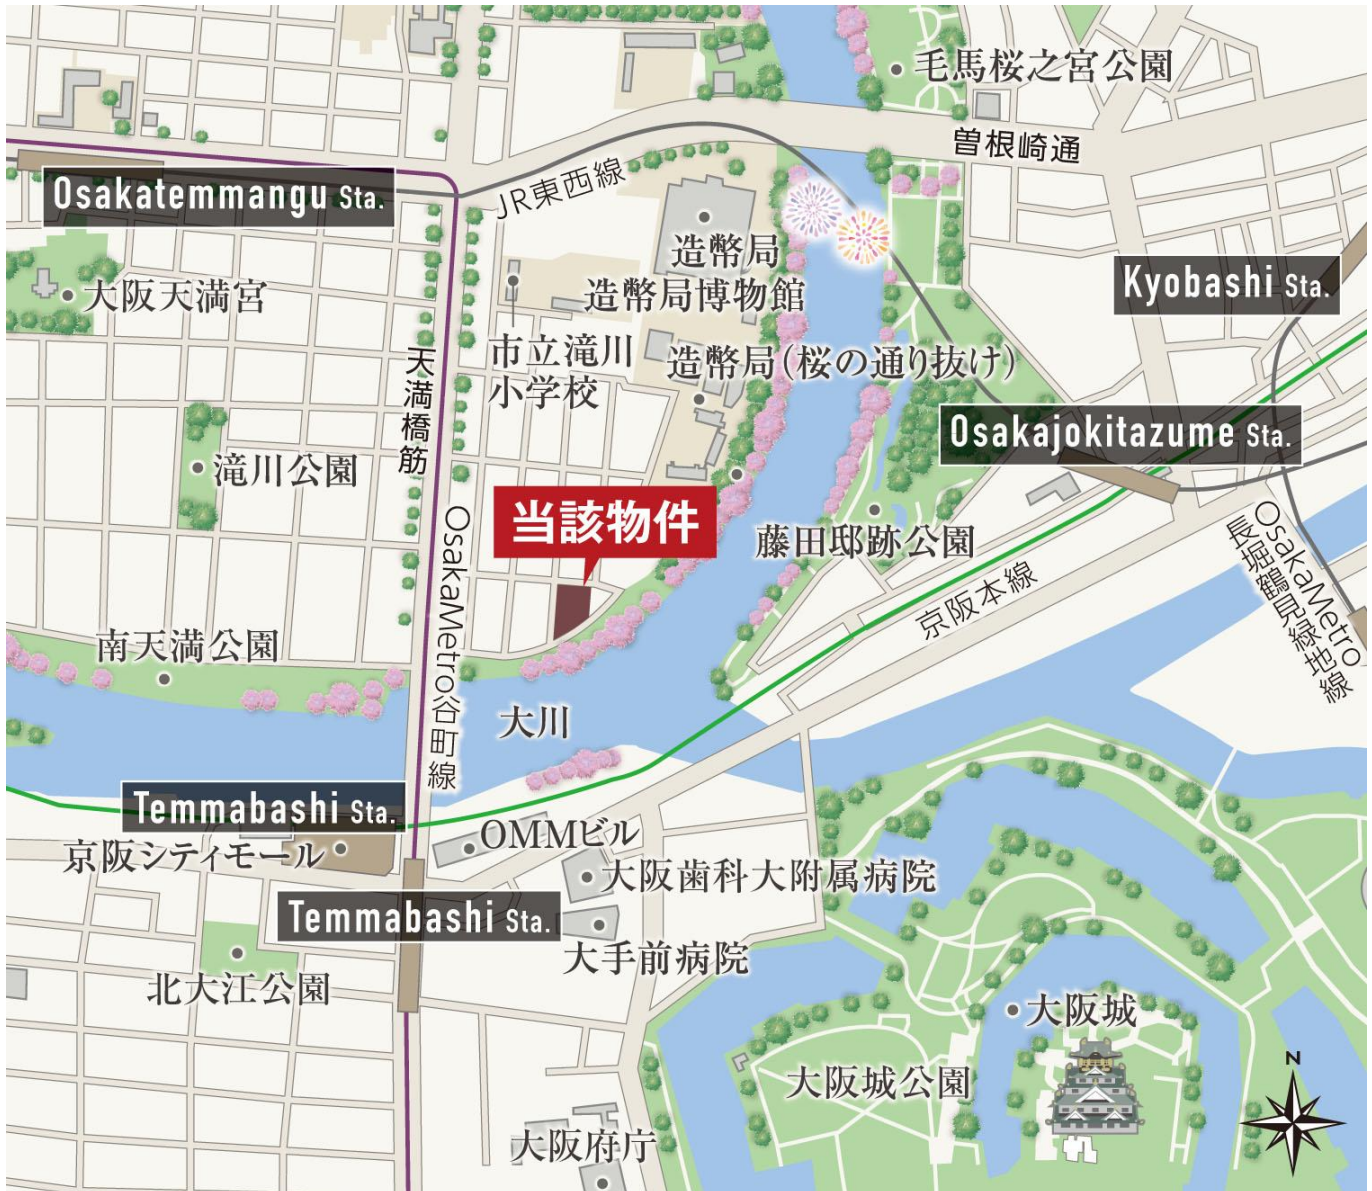 毛馬桜之宮公園
曽根崎通
Osakatemmangu Sta.
JR東西線
造幣局
造幣局博物館
Kyobashi Sta.
大阪天満宮
市立滝川
小学校
造幣局(桜の通り抜け)
天満橋筋
Osakajokitazume Sta.
滝川公園
当該物件
藤田邸跡公園
OsakaMetro谷町線
京阪本線
OsakaMetro
長堀鶴見緑地線
南天満公園
大川
Temmabashi Sta.
京阪シティモール
OMMビル
大阪歯科大附属病院
Temmabashi Sta.
大手前病院
北大江公園
大阪城
大阪城公園
N
大阪府庁